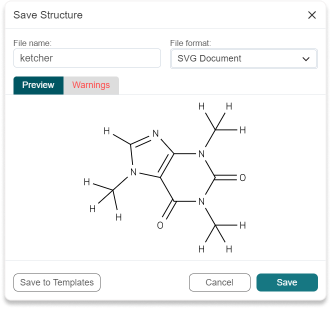 Save Structure
File name:
File format:
ketcher
SVG Document
Preview
Warnings
H H
H N H
N
N O
H N
O N
H H
H H
H H
Save to Templates
Cancel
Save